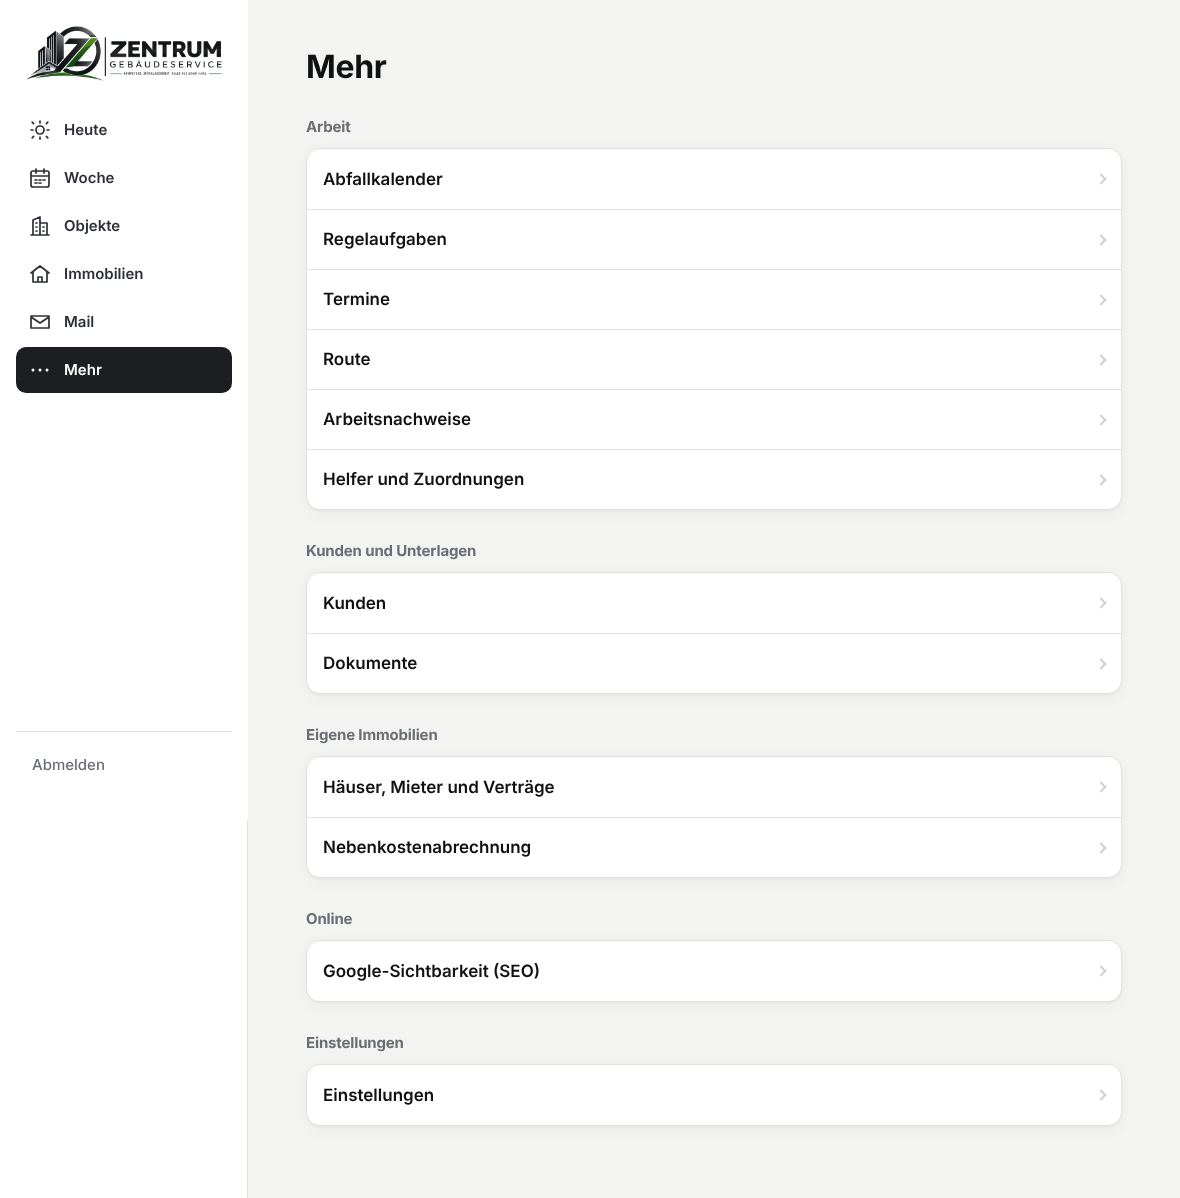 ZENTRUM
GEBÄUDESERVICE
Heute
Woche
Objekte
Immobilien
Mail
Mehr
Abmelden
Mehr
Arbeit
Abfallkalender
Regelaufgaben
Termine
Route
Arbeitsnachweise
Helfer und Zuordnungen
Kunden und Unterlagen
Kunden
Dokumente
Eigene Immobilien
Häuser, Mieter und Verträge
Nebenkostenabrechnung
Online
Google-Sichtbarkeit (SEO)
Einstellungen
Einstellungen